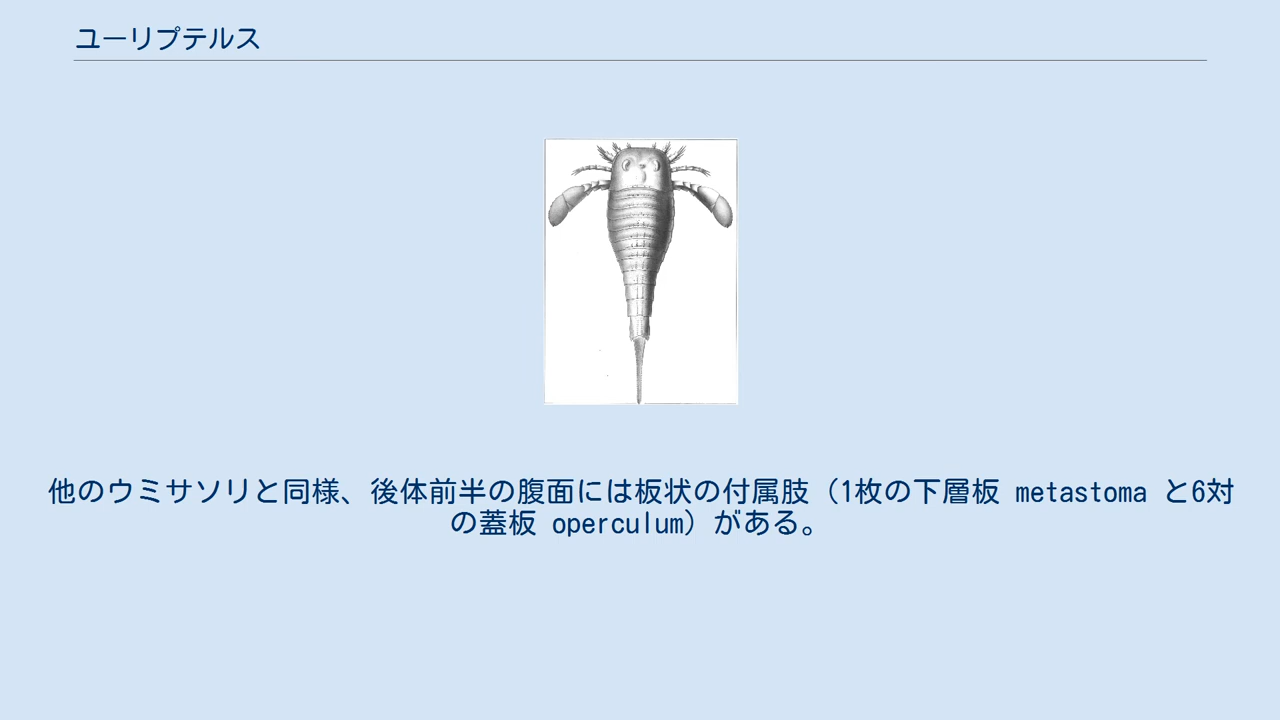 ユーリプテルス
他のウミサソリと同様、後体前半の腹面には板状の付属肢（1枚の下層板 metastoma と6対
の蓋板 operculum）がある。